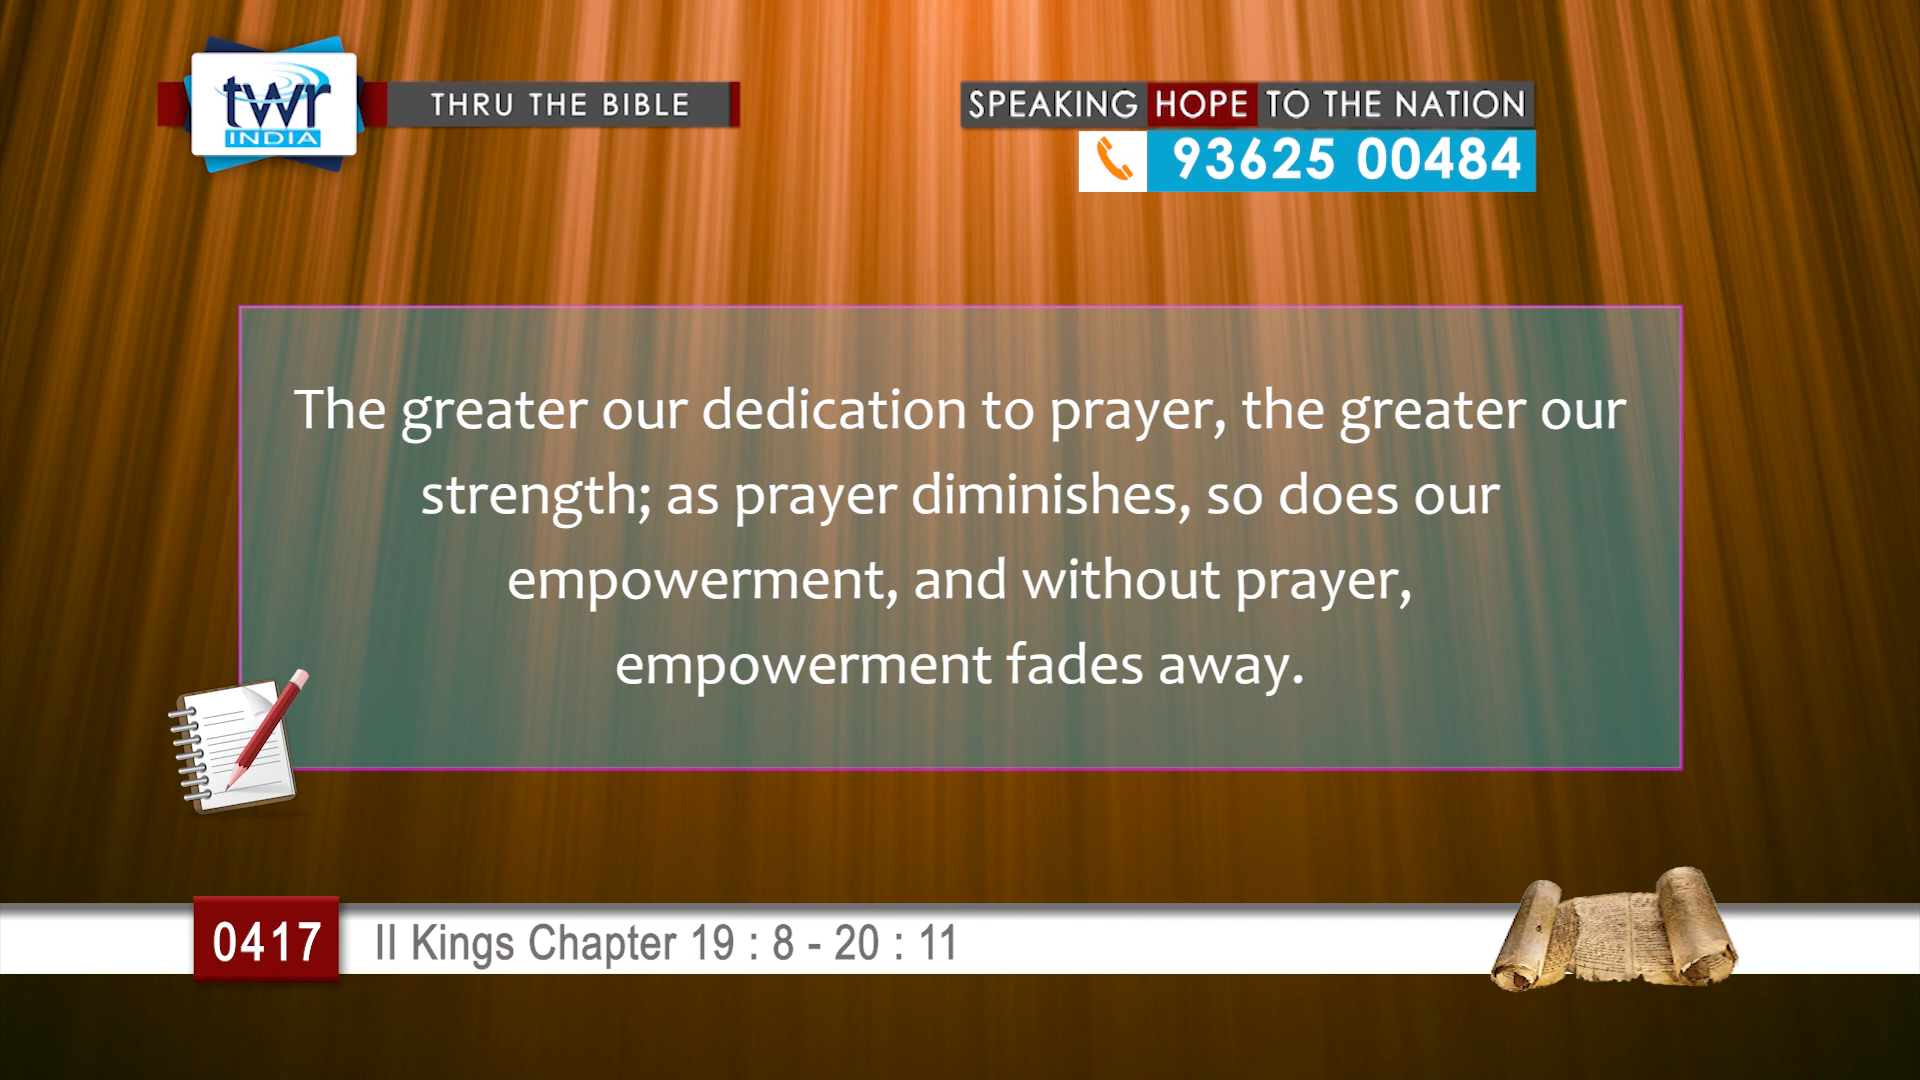 twr
INDIA
THRU THE BIBLE
SPEAKING HOPE TO THE NATION
93625 00484
The greater our dedication to prayer, the greater our
strength; as prayer diminishes, so does our
empowerment, and without prayer,
empowerment fades away.
0417
II Kings Chapter 19 : 8 - 20 : 11